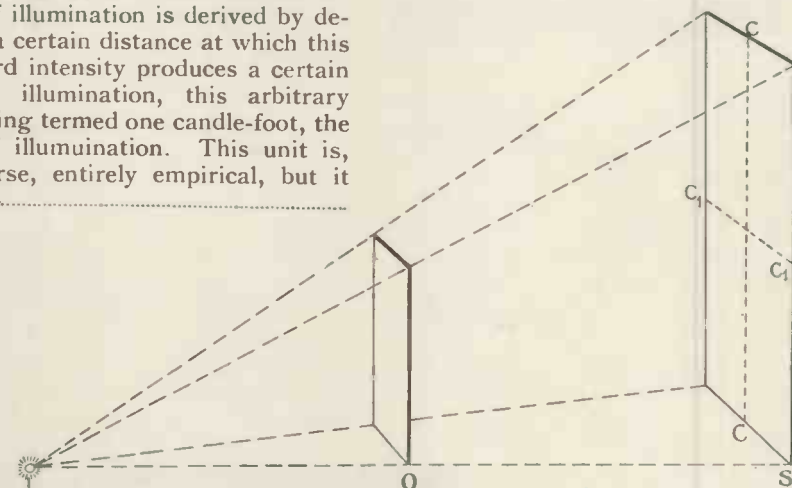 f illumination is derived by de-
a certain distance at which this
rd intensity produces a certain
illumination, this arbitrary
ng termed one candle-foot, the
f illumuination. This unit is,
rse, entirely empirical, but it
C
C₁
C₁
C
O
S